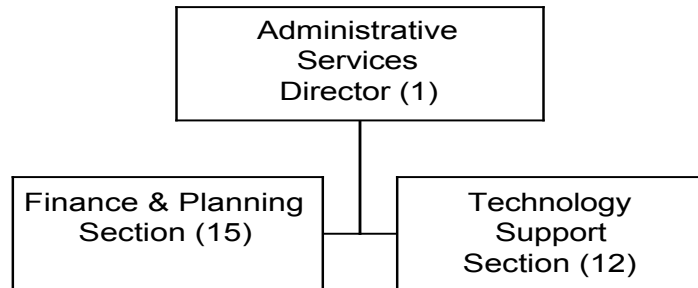 Administrative
Services
Director (1)
Finance & Planning
Section (15)
Technology
Support
Section (12)